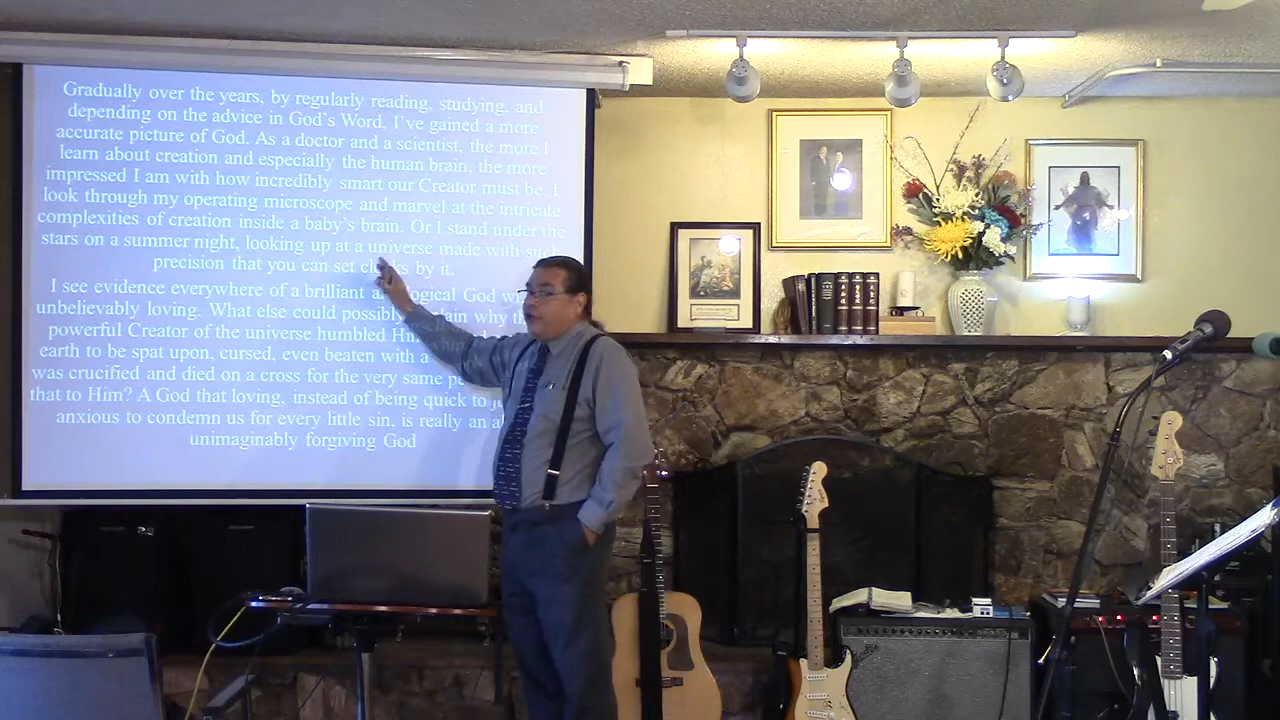 Gradually over the years, by regularly reading, studying, and
depending on the advice in God's Word, I've gained a more
accurate picture of God. As a doctor and a scientist, the more I
learn about creation and especially the human brain, the more
impressed I am with how incredibly smart our Creator must be. I
look through my operating microscope and marvel at the intricate
complexities of creation inside a baby's brain. Or I stand under the
stars on a summer night, looking up at a universe made with such
precision that you can set clocks by it.
I see evidence everywhere of a brilliant and logical God
unbelievably loving. What else could possibly explain why
powerful Creator of the universe humbled Himself
earth to be spat upon, cursed, even beaten with a
was crucified and died on a cross for the very same
that to Him? A God that loving, instead of being quick to
anxious to condemn us for every little sin, is really an
unimaginably forgiving God